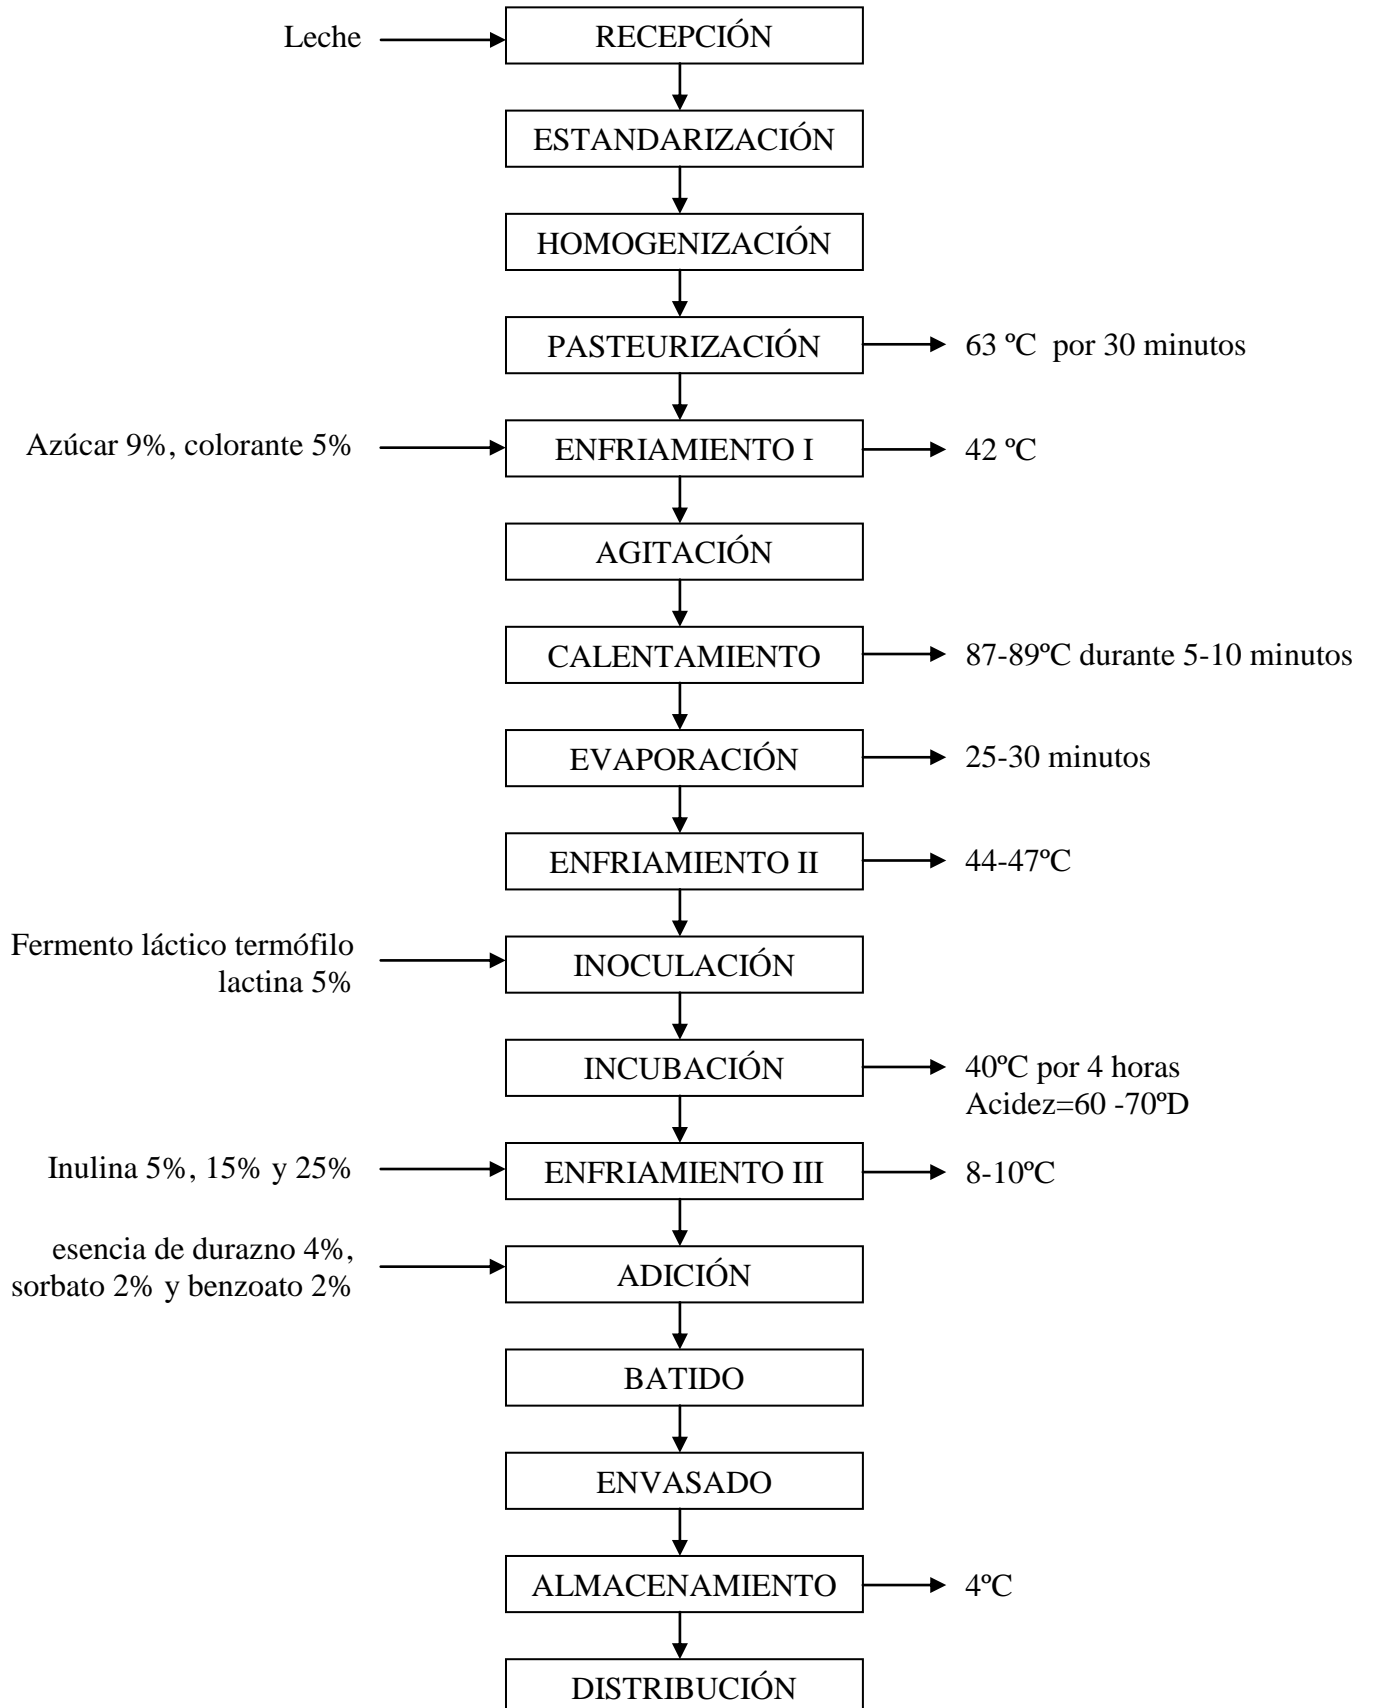 Leche
RECEPCIÓN
ESTANDARIZACIÓN
HOMOGENIZACIÓN
PASTEURIZACIÓN
63 ºC  por 30 minutos
Azúcar 9%, colorante 5%
ENFRIAMIENTO I
42 ºC
AGITACIÓN
CALENTAMIENTO
87-89ºC durante 5-10 minutos
EVAPORACIÓN
25-30 minutos
ENFRIAMIENTO II
44-47ºC
Fermento láctico termófilo
lactina 5%
INOCULACIÓN
INCUBACIÓN
40ºC por 4 horas
Acidez=60 -70ºD
Inulina 5%, 15% y 25%
ENFRIAMIENTO III
8-10ºC
esencia de durazno 4%,
sorbato 2% y benzoato 2%
ADICIÓN
BATIDO
ENVASADO
ALMACENAMIENTO
4ºC
DISTRIBUCIÓN